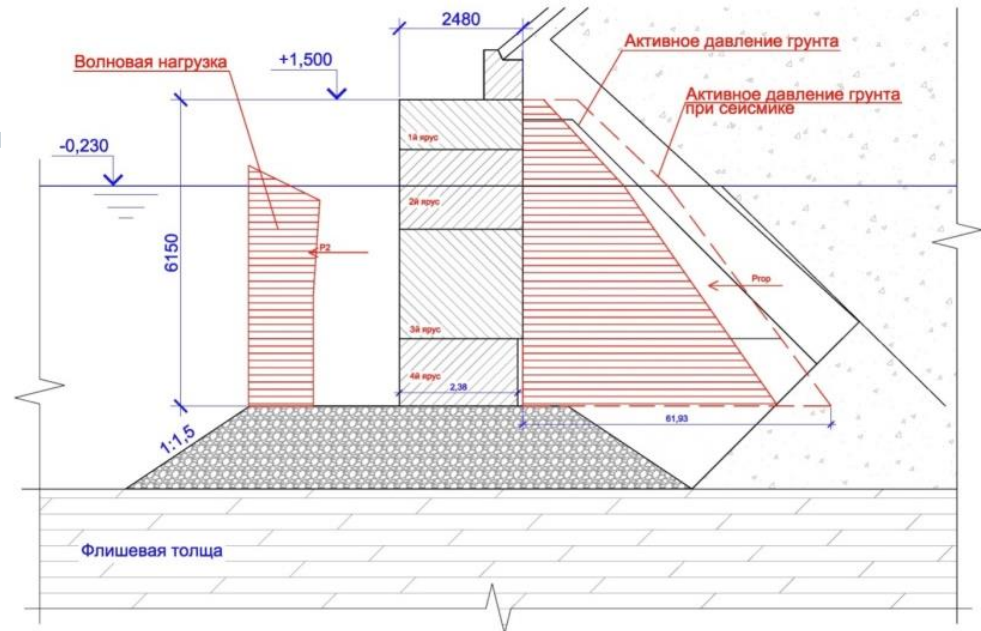 2480
Активное давление грунта
Волновая нагрузка
+1,500
Активное давление грунта
при сейсмике
1й ярус
-0,230
2й ярус
6150
P2
Pгор
3й ярус
4й ярус
2,38
61,93
1:1,5
Флишевая толща